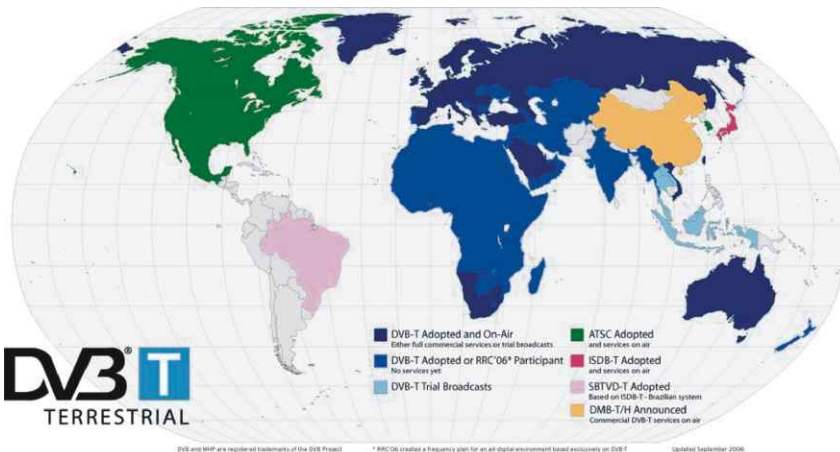 DVB-T Adopted and On-Air
Either full commercial services or trial broadcasts
DVB-T Adopted or RRC'06* Participant
No services yet
DVB-T Trial Broadcasts
ATSC Adopted
and services on air
ISDB-T Adopted
and services on air
SBTVD-T Adopted
Based on ISDB-T - Brazilian system
DMB-T/H Announced
Commercial DVB-T services on air
DVB® T
TERRESTRIAL
DVB and MHP are registered trademarks of the DVB Project
* RRC'06 created a frequency plan for an all-digital environment based exclusively on DVB-T
Updated September 2006